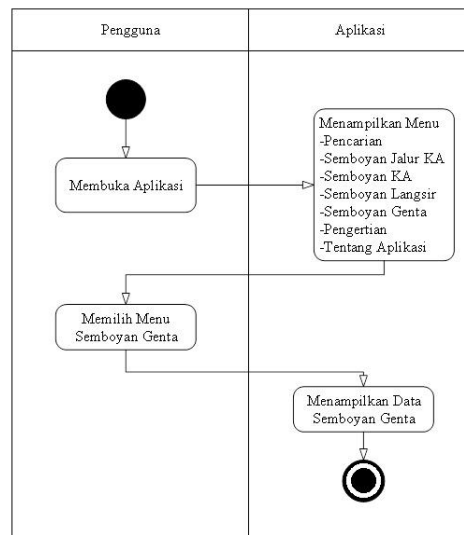 Pengguna
Aplikasi
Membuka Aplikasi
Menampilkan Menu
-Pencarian
-Semboyan Jalur KA
-Semboyan KA
-Semboyan Langsir
-Semboyan Genta
-Pengertian
-Tentang Aplikasi
Memilih Menu
Semboyan Genta
Menampilkan Data
Semboyan Genta